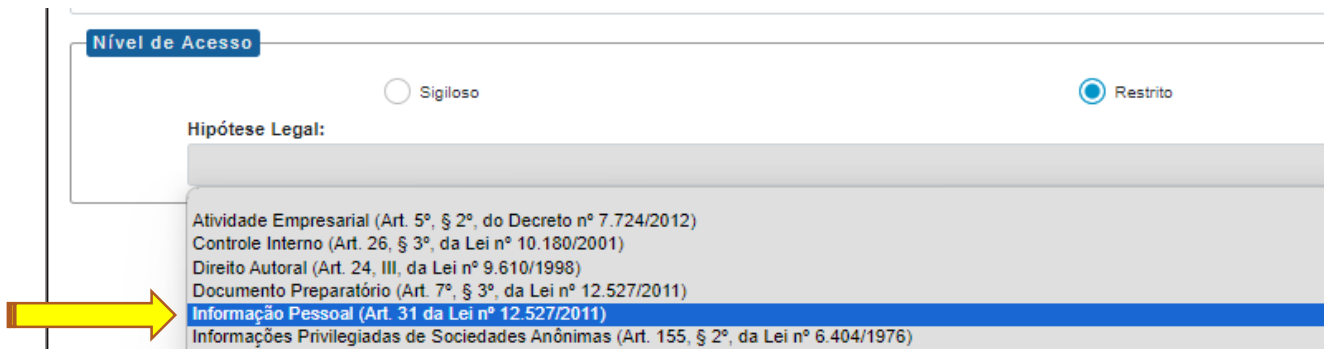 Nível de Acesso
Sigiloso Restrito
Hipótese Legal:
Atividade Empresarial (Art. 5º, § 2º, do Decreto nº 7.724/2012)
Controle Interno (Art. 26, § 3º, da Lei nº 10.180/2001)
Direito Autoral (Art. 24, III, da Lei nº 9.610/1998)
Documento Preparatório (Art. 7º, § 3º, da Lei nº 12.527/2011)
Informação Pessoal (Art. 31 da Lei nº 12.527/2011)
Informações Privilegiadas de Sociedades Anônimas (Art. 155, § 2º, da Lei nº 6.404/1976)